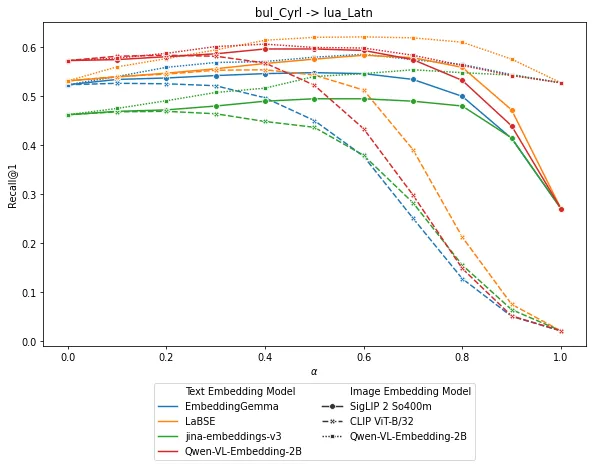 bul_Cyrl -> lua_Latn
Recall@1
0.6
0.5
0.4
0.3
0.2
0.1
0.0
0.0 0.2 0.4 0.6 0.8 1.0
α
Text Embedding Model
EmbeddingGemma
LaBSE
jina-embeddings-v3
Qwen-VL-Embedding-2B
Image Embedding Model
SigLIP 2 So400m
CLIP ViT-B/32
Qwen-VL-Embedding-2B